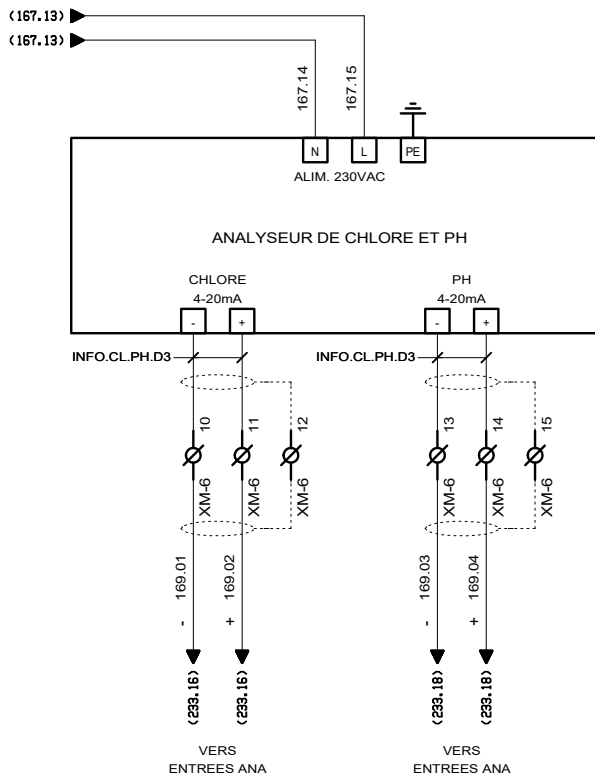 (167.13)
(167.13)
167.14
167.15
N
L
PE
ALIM. 230VAC
ANALYSEUR DE CHLORE ET PH
CHLORE
4-20mA
PH
4-20mA
-
+
-
+
INFO.CL.PH.D3
INFO.CL.PH.D3
10
11
12
13
14
15
XM-6
XM-6
XM-6
XM-6
XM-6
XM-6
169.01
169.02
169.03
169.04
-
+
-
+
(233.16)
(233.16)
(233.18)
(233.18)
VERS
ENTREES ANA
VERS
ENTREES ANA